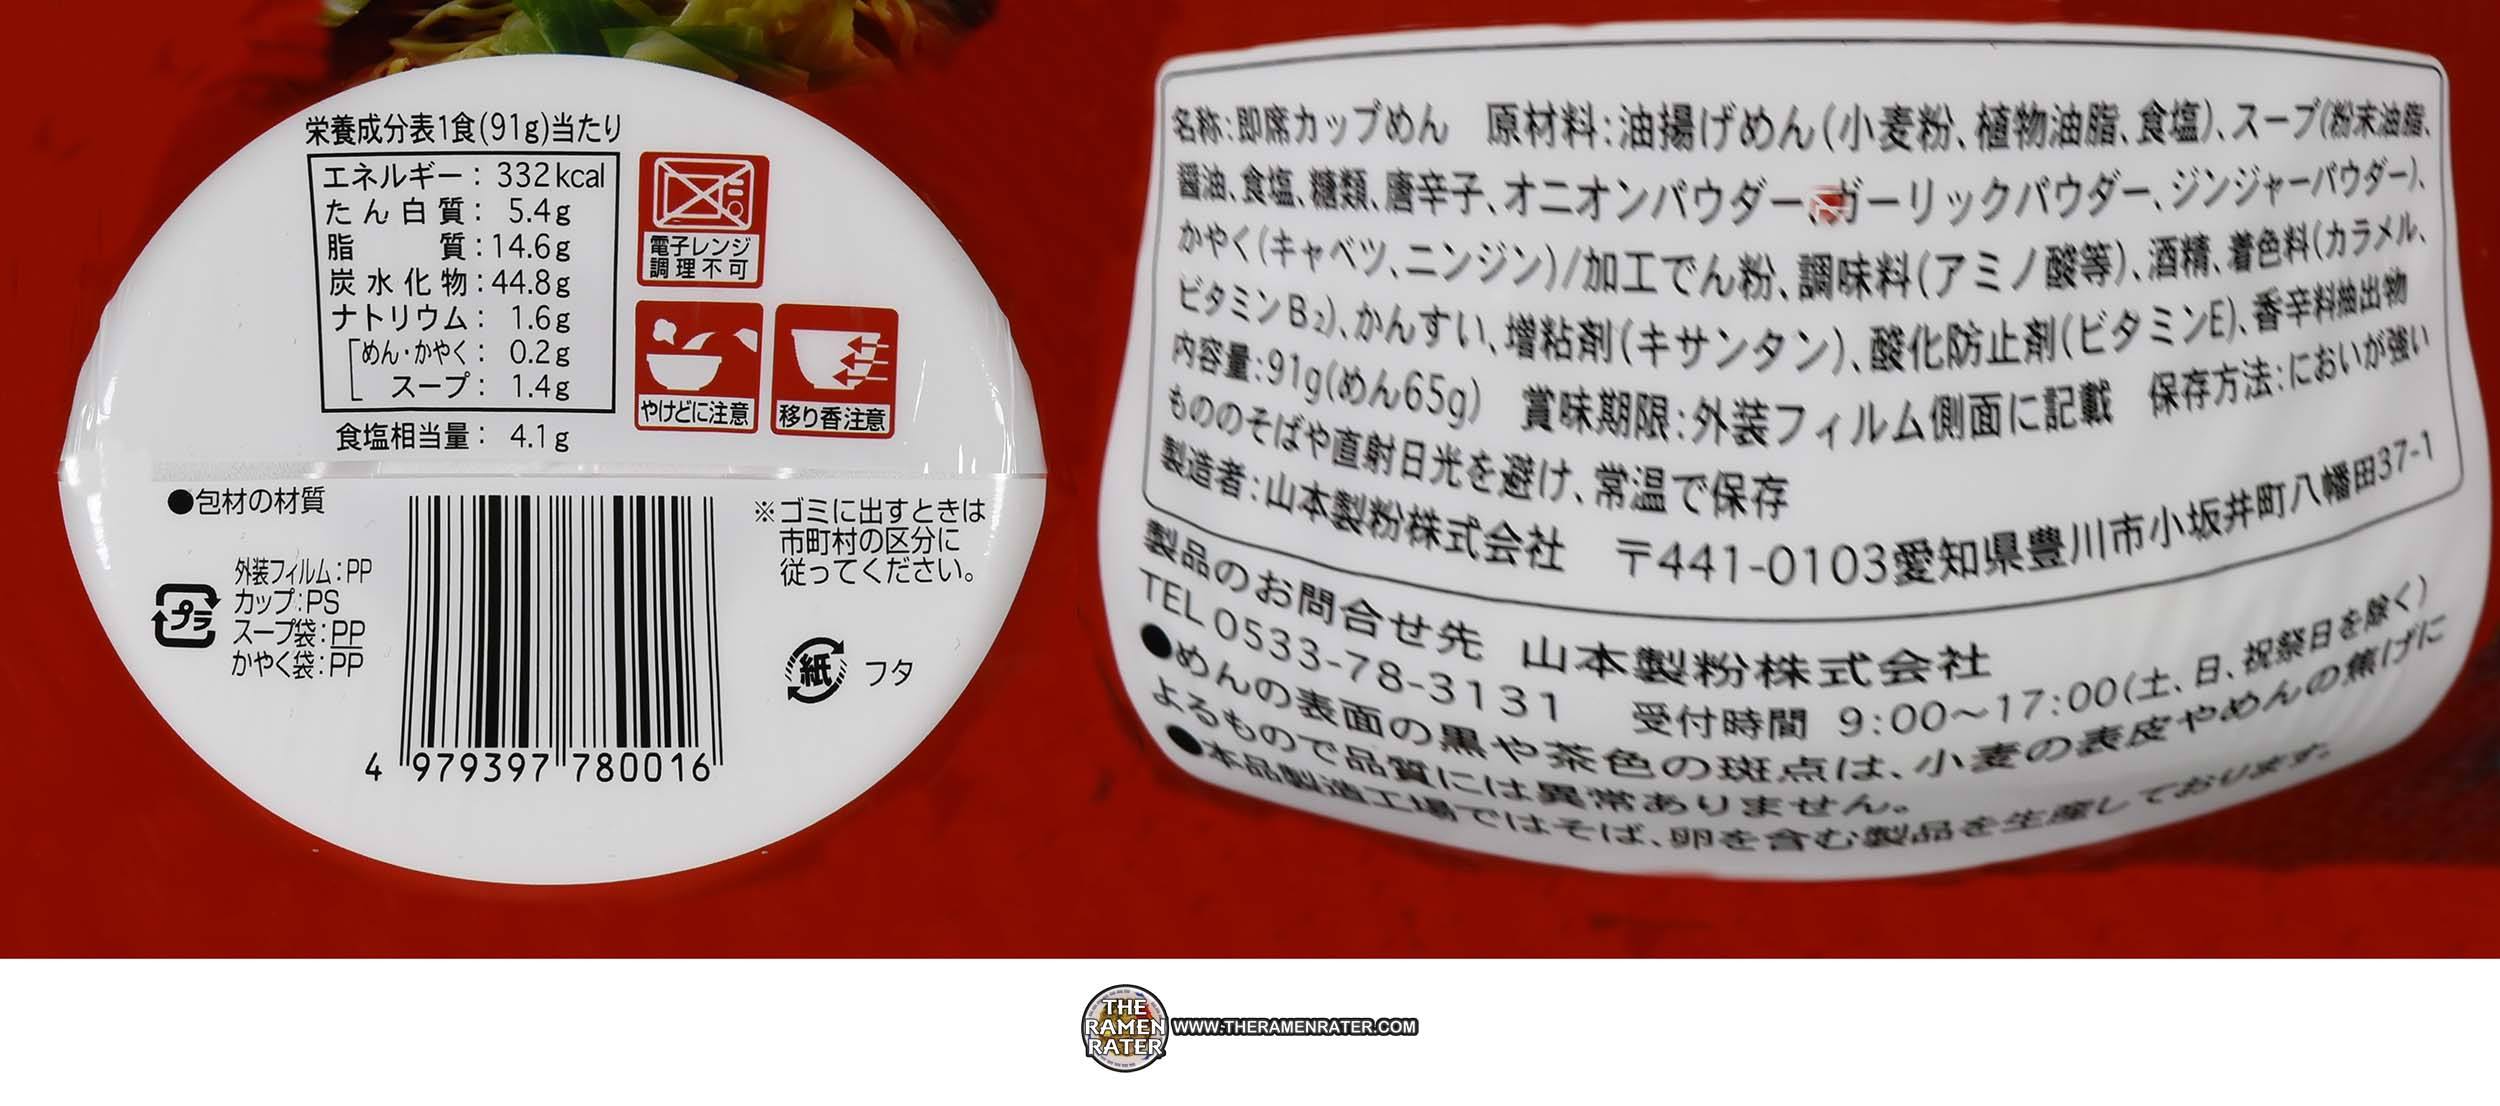 栄養成分表1食(91g)当たり
エネルギー: 332kcal
たん白質: 5.4g
脂質:14.6g
炭水化物:44.8g
ナトリウム: 1.6g
めん・かやく: 0.2g
スープ: 1.4g
食塩相当量: 4.1g
電子レンジ
調理不可
やけどに注意
移り香注意
●包材の材質
外装フィルム:PP
カップ:PS
スープ袋:PP
かやく袋:PP
プラ
4 979397 780016
※ゴミに出すときは
市町村の区分に
従ってください。
紙 フタ
名称:即席カップめん 原材料:油揚げめん(小麦粉、植物油脂、食塩)、スープ(粉末油脂、
醤油、食塩、糖類、唐辛子、オニオンパウダー、ガーリックパウダー、ジンジャーパウダー)、
かやく(キャベツ、ニンジン)/加工でん粉、調味料(アミノ酸等)、酒精、着色料(カラメル、
ビタミンB₂)、かんすい、増粘剤(キサンタン)、酸化防止剤(ビタミンE)、香辛料抽出物
内容量:91g(めん65g) 賞味期限:外装フィルム側面に記載 保存方法:においが強い
もののそばや直射日光を避け、常温で保存
製造者:山本製粉株式会社 〒441-0103愛知県豊川市小坂井町八幡田37-1
製品のお問合せ先 山本製粉株式会社
TEL 0533-78-3131 受付時間 9:00〜17:00(土、日、祝祭日を除く)
●めんの表面の黒や茶色の斑点は、小麦の表皮やめんの焦げに
よるもので品質には異常ありません。
●本品製造工場ではそば、卵を含む製品を生産しております。
THE
RAMEN
RATER
WWW.THERAMENRATER.COM